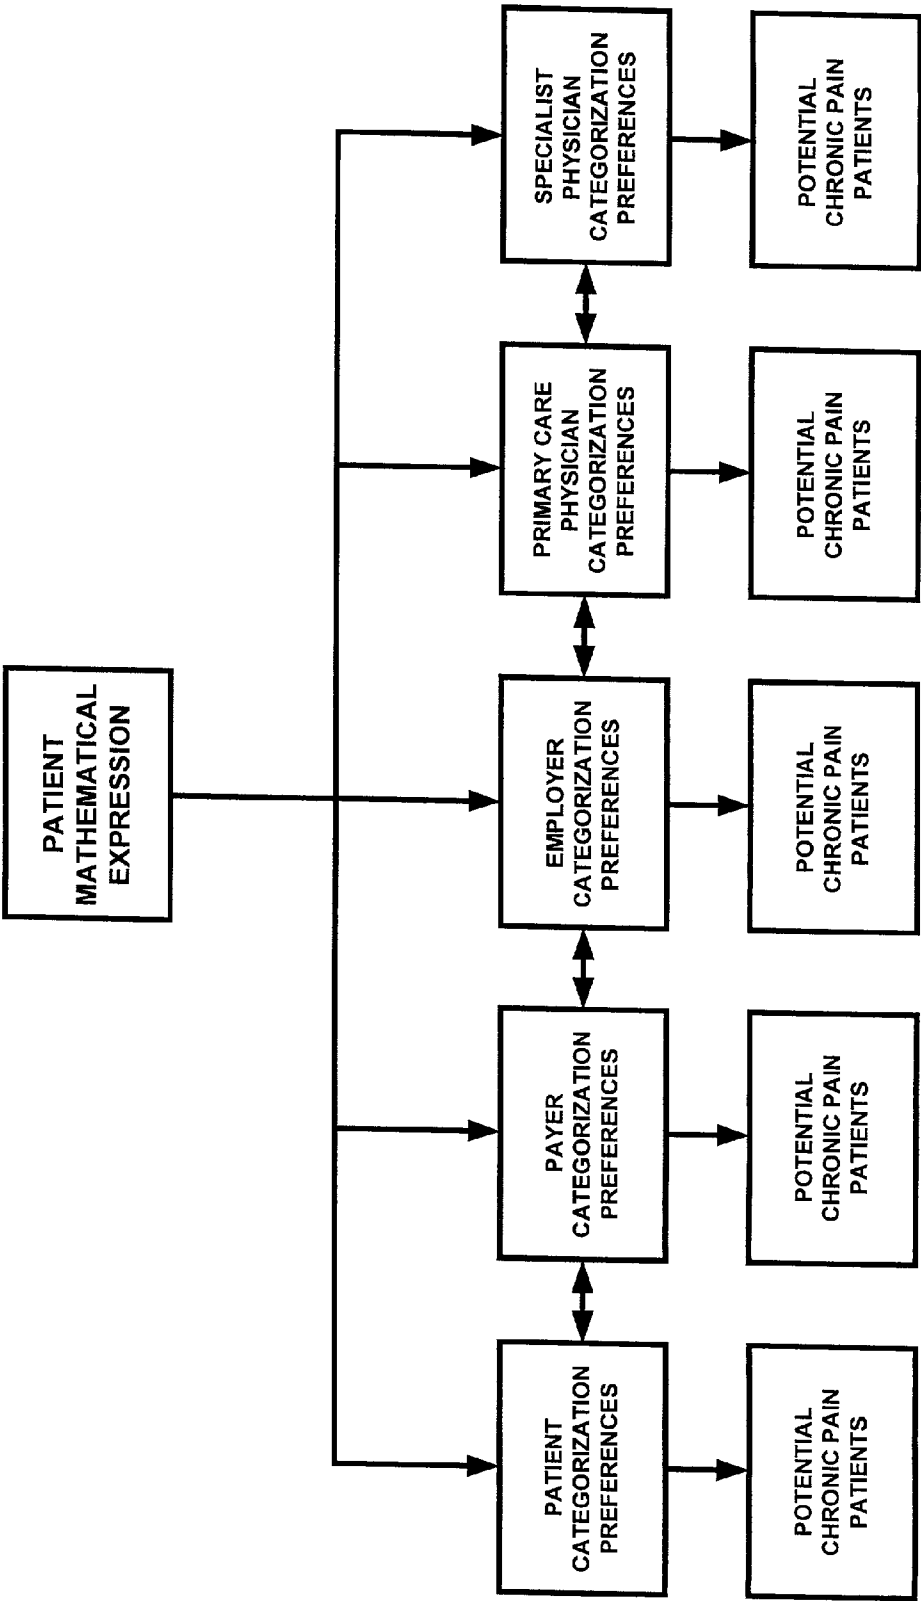 PATIENT
MATHEMATICAL
EXPRESSION
PATIENT
CATEGORIZATION
PREFERENCES
PAYER
CATEGORIZATION
PREFERENCES
EMPLOYER
CATEGORIZATION
PREFERENCES
PRIMARY CARE
PHYSICIAN
CATEGORIZATION
PREFERENCES
SPECIALIST
PHYSICIAN
CATEGORIZATION
PREFERENCES
POTENTIAL
CHRONIC PAIN
PATIENTS
POTENTIAL
CHRONIC PAIN
PATIENTS
POTENTIAL
CHRONIC PAIN
PATIENTS
POTENTIAL
CHRONIC PAIN
PATIENTS
POTENTIAL
CHRONIC PAIN
PATIENTS